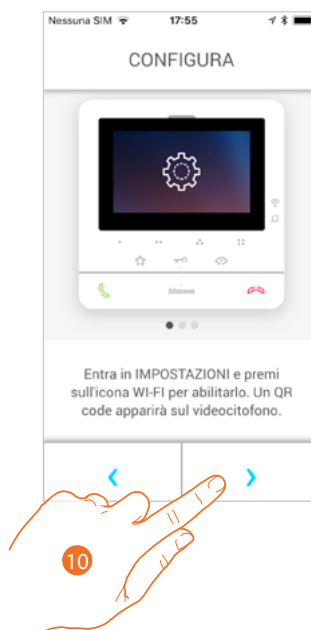 Nessuna SIM 17:55
CONFIGURA
bticino
Entra in IMPOSTAZIONI e premi
sull'icona WI-FI per abilitarlo. Un QR
code apparirà sul videocitofono.
10